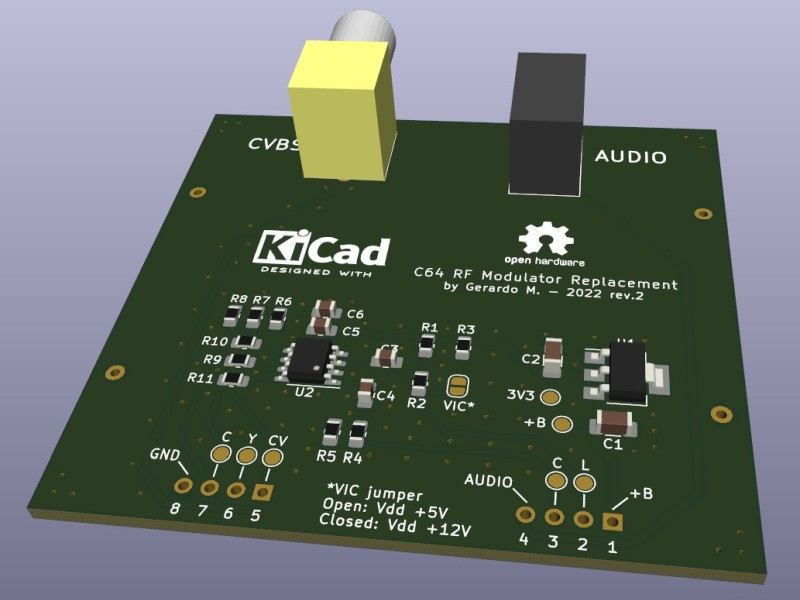 CVBS
AUDIO
KiCad
DESIGNED WITH
open hardware
C64 RF Modulator Replacement
by Gerardo M. – 2022 rev.2
R8 R7 R6
C6
C5
R10
R9
R11
U2
C3
C4
R1
R3
R2
VIC*
C2
U1
3V3
+B
C1
R5 R4
GND
C Y CV
8 7 6 5
*VIC jumper
Open: Vdd +5V
Closed: Vdd +12V
AUDIO
C L
+B
4 3 2 1